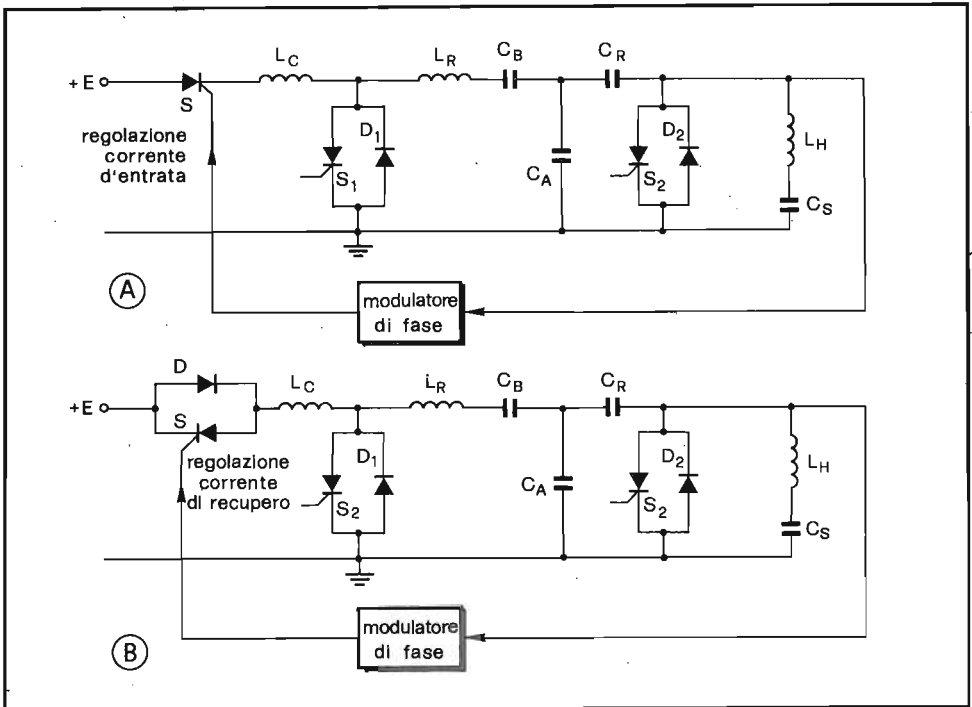 L_C
L_R
C_B
C_R
+E
S
D_1
D_2
L_H
regolazione
corrente
d'entrata
S_1
C_A
S_2
C_S
A
modulatore
di fase
D
L_C
L_R
C_B
C_R
+E
S
D_1
D_2
L_H
regolazione
corrente
di recupero
S_2
C_A
S_2
C_S
B
modulatore
di fase